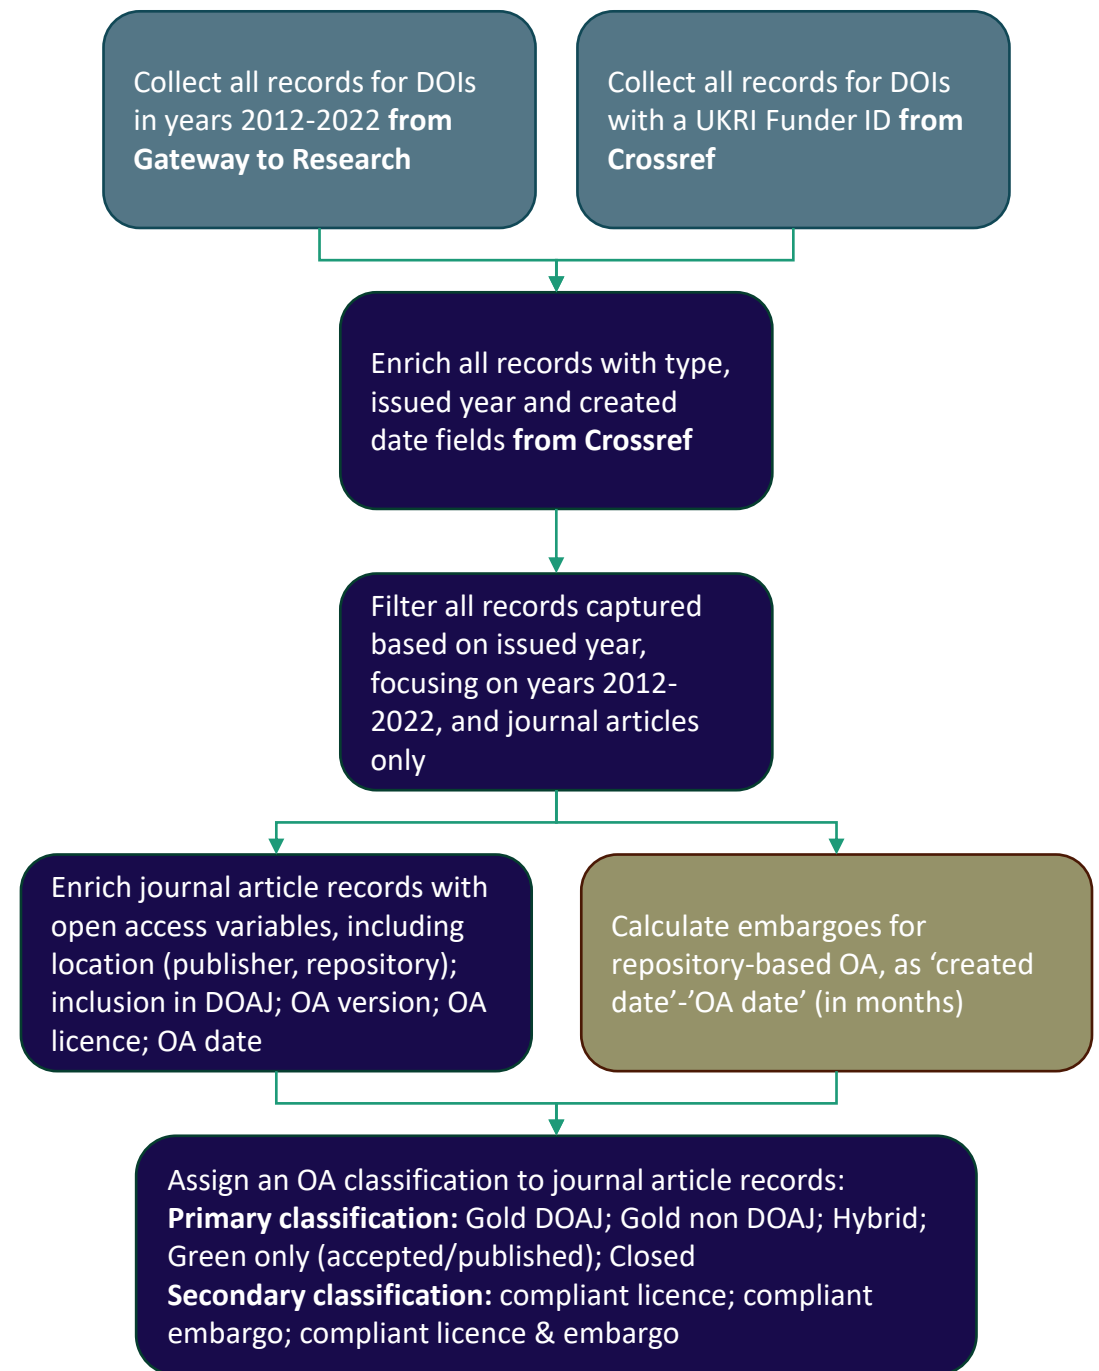 Collect all records for DOIs
in years 2012-2022 from
Gateway to Research
Collect all records for DOIs
with a UKRI Funder ID from
Crossref
Enrich all records with type,
issued year and created
date fields from Crossref
Filter all records captured
based on issued year,
focusing on years 2012-
2022, and journal articles
only
Enrich journal article records with
open access variables, including
location (publisher, repository);
inclusion in DOAJ; OA version; OA
licence; OA date
Calculate embargoes for
repository-based OA, as ‘created
date’-’OA date’ (in months)
Assign an OA classification to journal article records:
Primary classification: Gold DOAJ; Gold non DOAJ; Hybrid;
Green only (accepted/published); Closed
Secondary classification: compliant licence; compliant
embargo; compliant licence & embargo